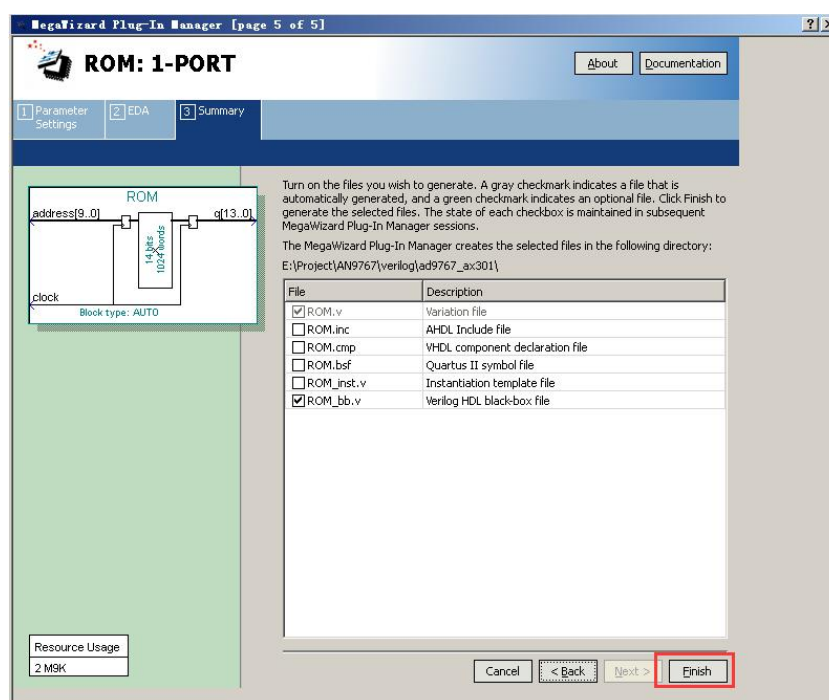 MegaWizard Plug-In Manager [page 5 of 5]
ROM: 1-PORT
About
Documentation
1 Parameter Settings
2 EDA
3 Summary
ROM
address[9..0]
q[13..0]
14 bits
1024 words
clock
Block type: AUTO
Turn on the files you wish to generate. A gray checkmark indicates a file that is
automatically generated, and a green checkmark indicates an optional file. Click Finish to
generate the selected files. The state of each checkbox is maintained in subsequent
MegaWizard Plug-In Manager sessions.
The MegaWizard Plug-In Manager creates the selected files in the following directory:
E:\Project\AN9767\verilog\ad9767_ax301\
File Description
ROM.v Variation file
ROM.inc AHDL Include file
ROM.cmp VHDL component declaration file
ROM.bsf Quartus II symbol file
ROM_inst.v Instantiation template file
ROM_bb.v Verilog HDL black-box file
Resource Usage
2 M9K
Cancel
< Back
Next >
Finish